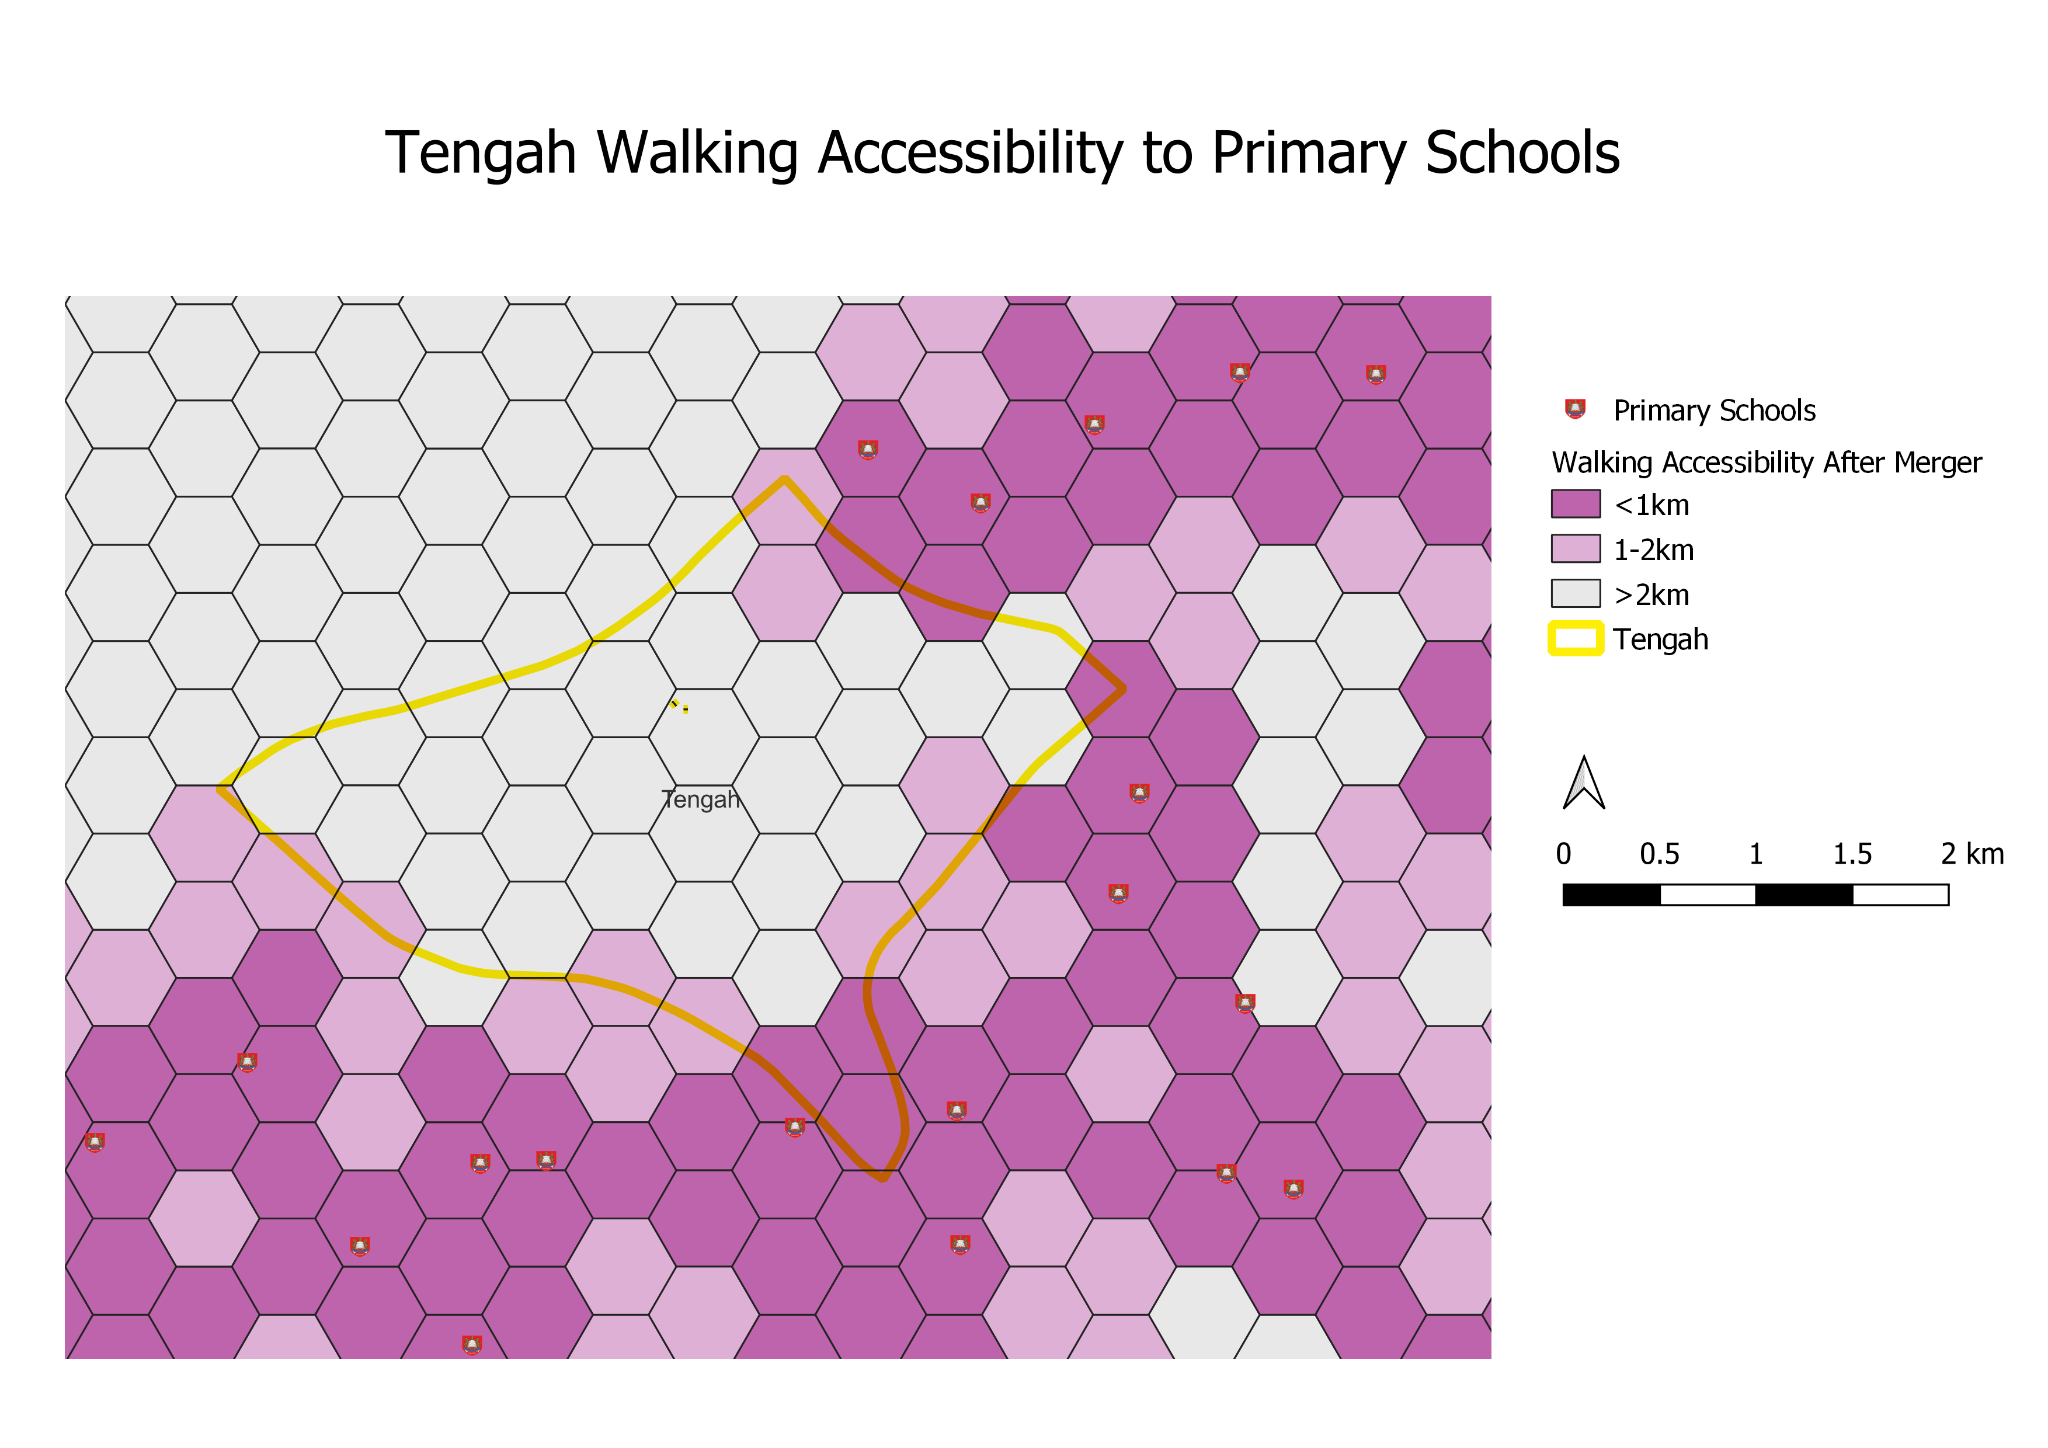 Tengah Walking Accessibility to Primary Schools
Primary Schools
Walking Accessibility After Merger
<1km
1-2km
>2km
Tengah
Tengah
0 0.5 1 1.5 2 km